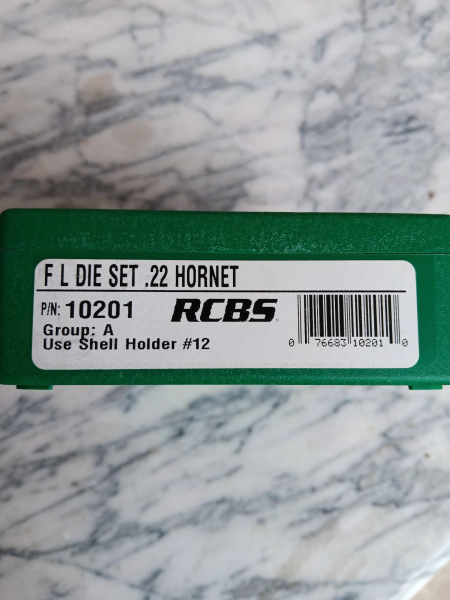 F L DIE SET .22 HORNET
P/N: 10201 RCBS
Group: A
Use Shell Holder #12
0 76683 10201 0